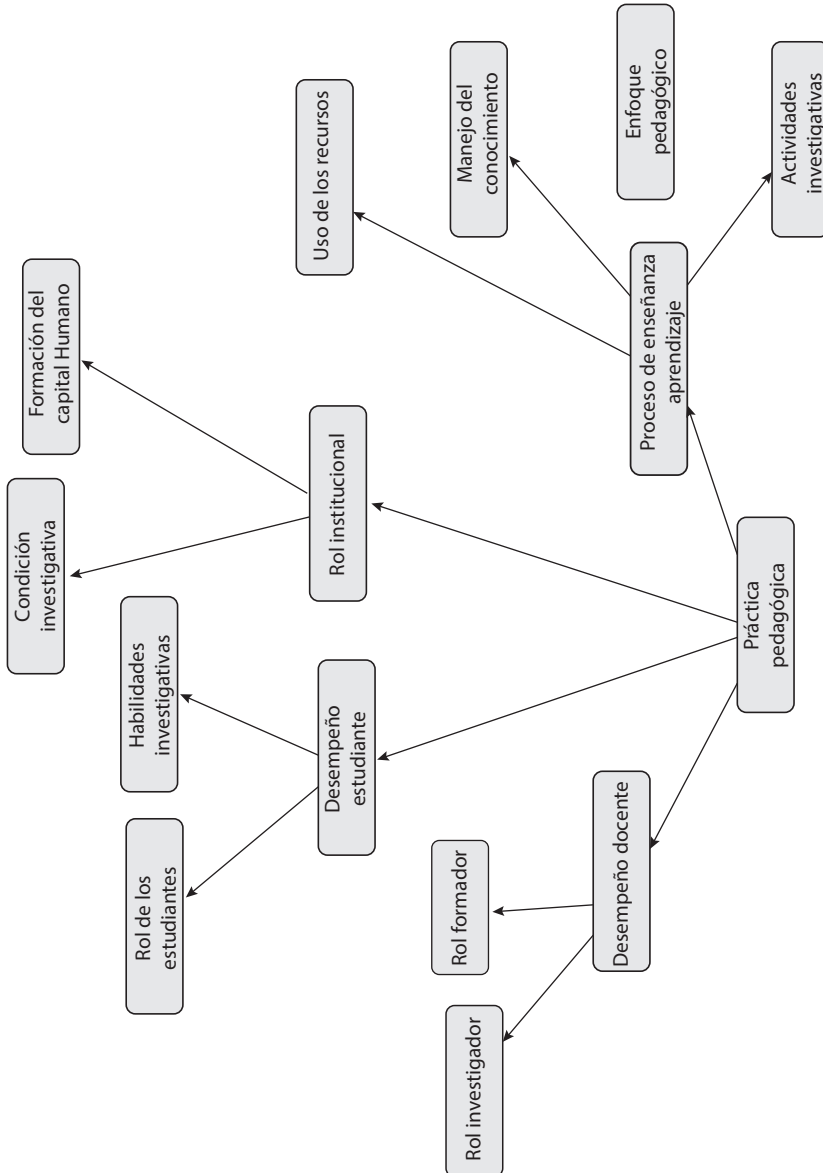 Práctica
pedagógica
Desempeño docente
Rol investigador
Rol formador
Desempeño
estudiante
Rol de los
estudiantes
Habilidades
investigativas
Rol institucional
Condición
investigativa
Formación del
capital Humano
Proceso de enseñanza
aprendizaje
Uso de los recursos
Manejo del
conocimiento
Enfoque
pedagógico
Actividades
investigativas